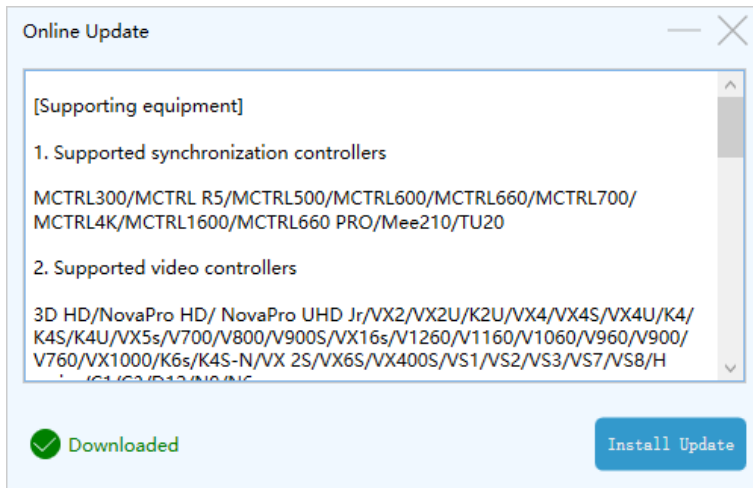 Online Update
[Supporting equipment]
1. Supported synchronization controllers
MCTRL300/MCTRL R5/MCTRL500/MCTRL600/MCTRL660/MCTRL700/
MCTRL4K/MCTRL1600/MCTRL660 PRO/Mee210/TU20
2. Supported video controllers
3D HD/NovaPro HD/ NovaPro UHD Jr/VX2/VX2U/K2U/VX4/VX4S/VX4U/K4/
K4S/K4U/VX5s/V700/V800/V900S/VX16s/V1260/V1160/V1060/V960/V900/
V760/VX1000/K6s/K4S-N/VX 2S/VX6S/VX400S/VS1/VS2/VS3/VS7/VS8/H
Downloaded
Install Update